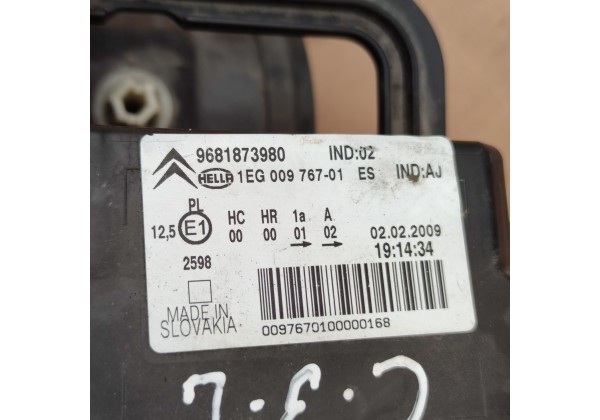 9681873980 IND:02
HELLA 1EG 009 767-01 ES IND:AJ
PL
12,5 E1 HC HR 1a A
00 00 01 02 02.02.2009
2598 19:14:34
MADE IN
SLOVAKIA
0097670100000168